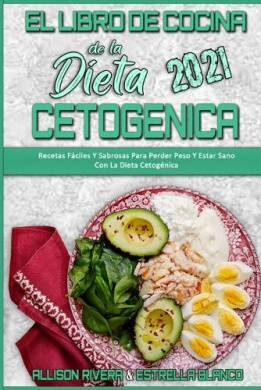 EL LIBRO DE COCINA
de la
Dieta 2021
CETOGENICA
Recetas Fáciles Y Sabrosas Para Perder Peso Y Estar Sano
Con La Dieta Cetogénica
ALLISON RIVERA & ESTRELLA BLANCO